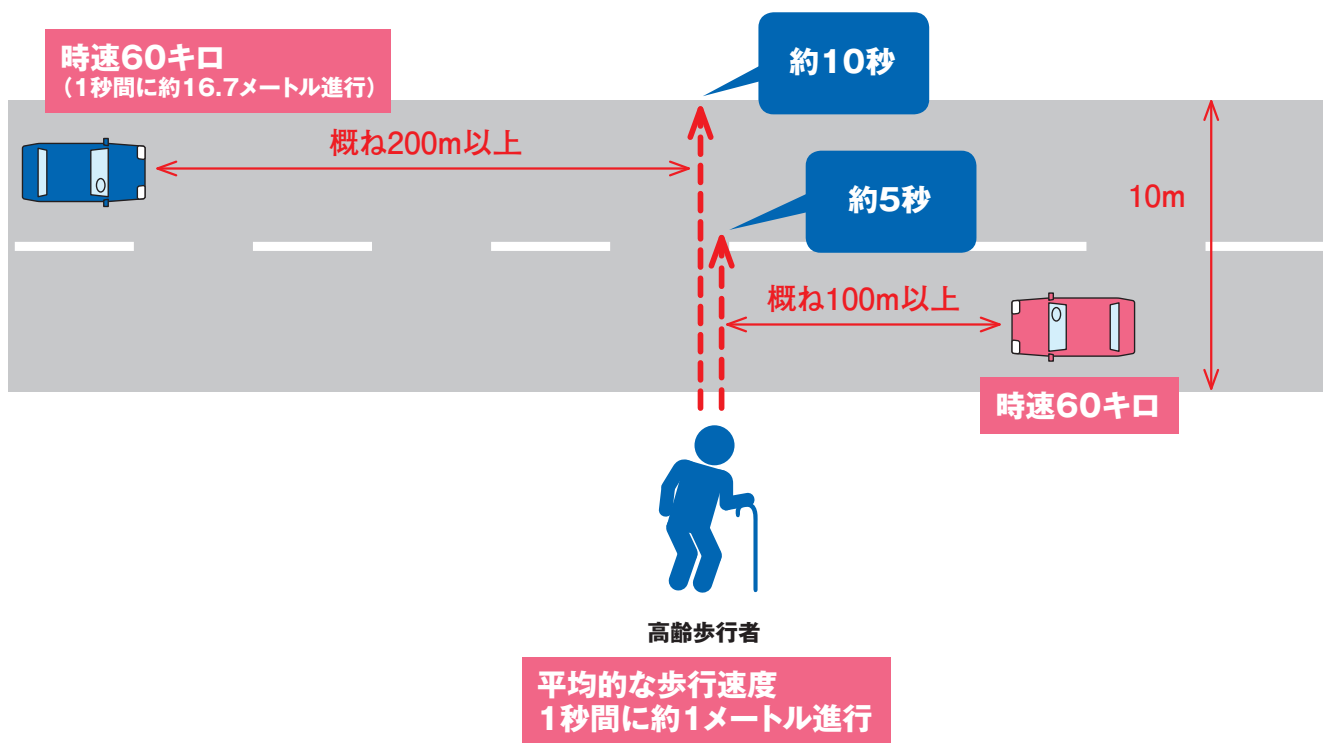 時速60キロ
（1秒間に約16.7メートル進行）
約10秒
概ね200m以上
約5秒
10m
概ね100m以上
時速60キロ
高齢歩行者
平均的な歩行速度
1秒間に約1メートル進行